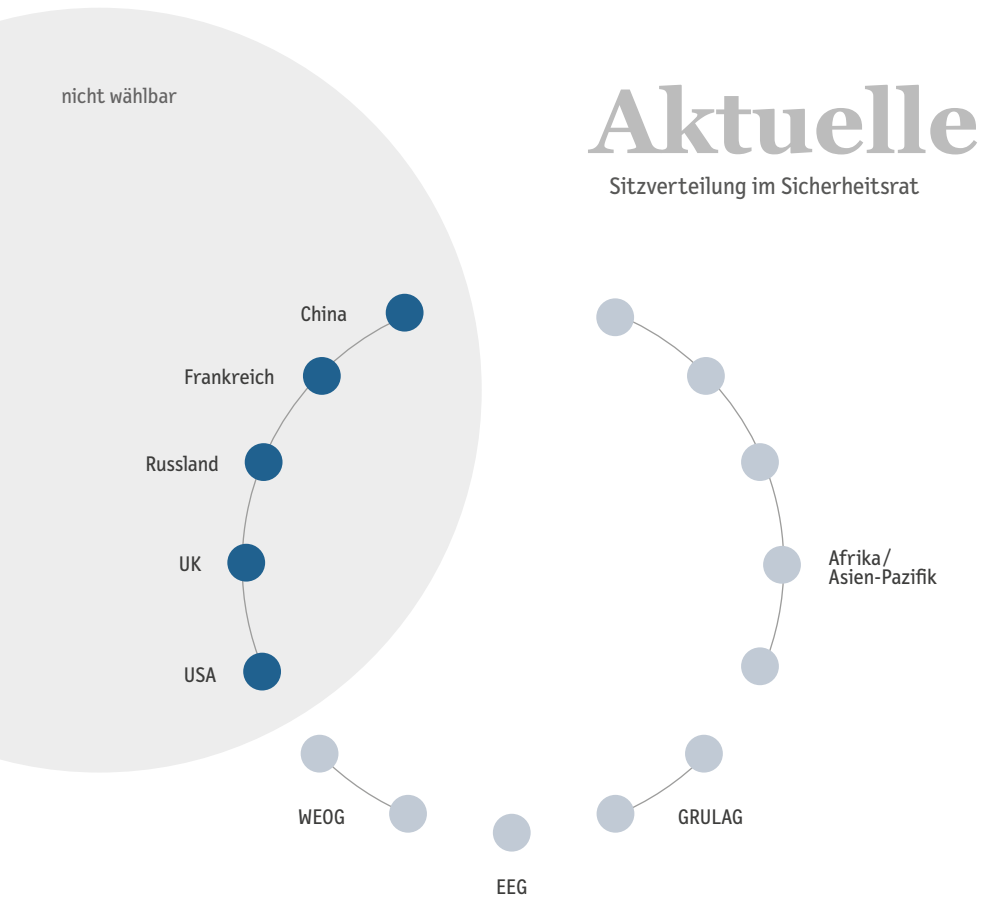 nicht wählbar
Aktuelle
Sitzverteilung im Sicherheitsrat
China
Frankreich
Russland
UK
USA
Afrika/
Asien-Pazifik
WEOG
GRULAG
EEG